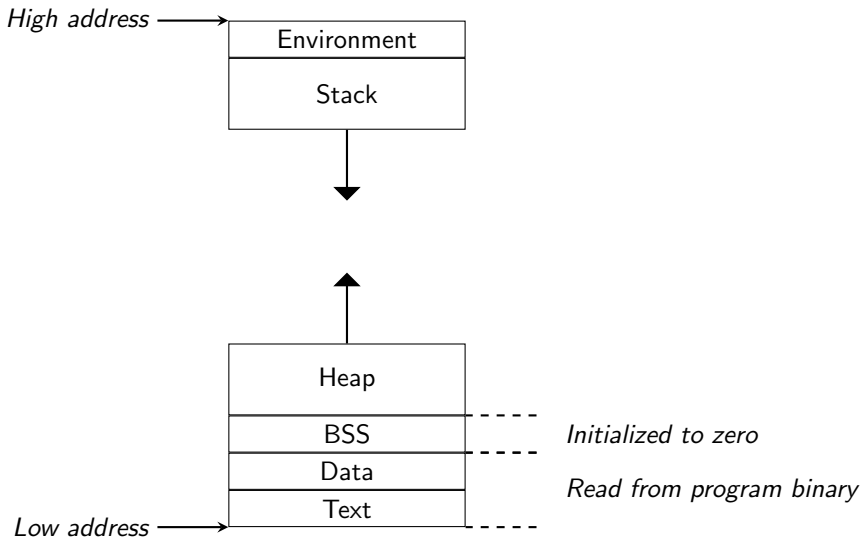 High address
Environment
Stack
Heap
BSS
Initialized to zero
Data
Read from program binary
Text
Low address